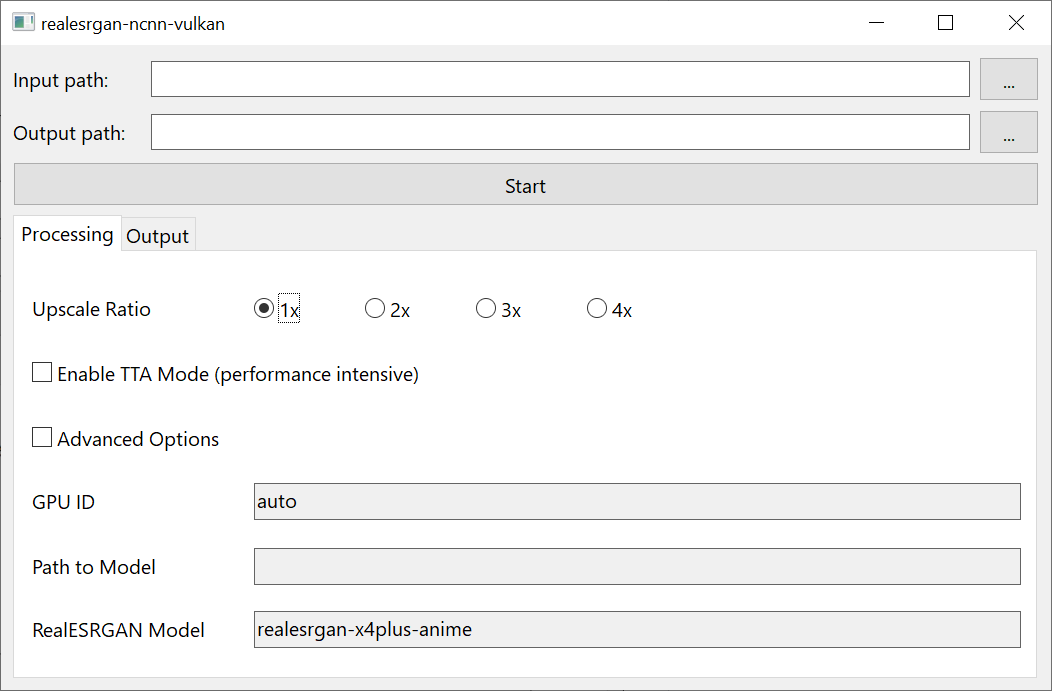 realesrgan-ncnn-vulkan
Input path:
...
Output path:
...
Start
Processing Output
Upscale Ratio 1x 2x 3x 4x
Enable TTA Mode (performance intensive)
Advanced Options
GPU ID auto
Path to Model
RealESRGAN Model realesrgan-x4plus-anime